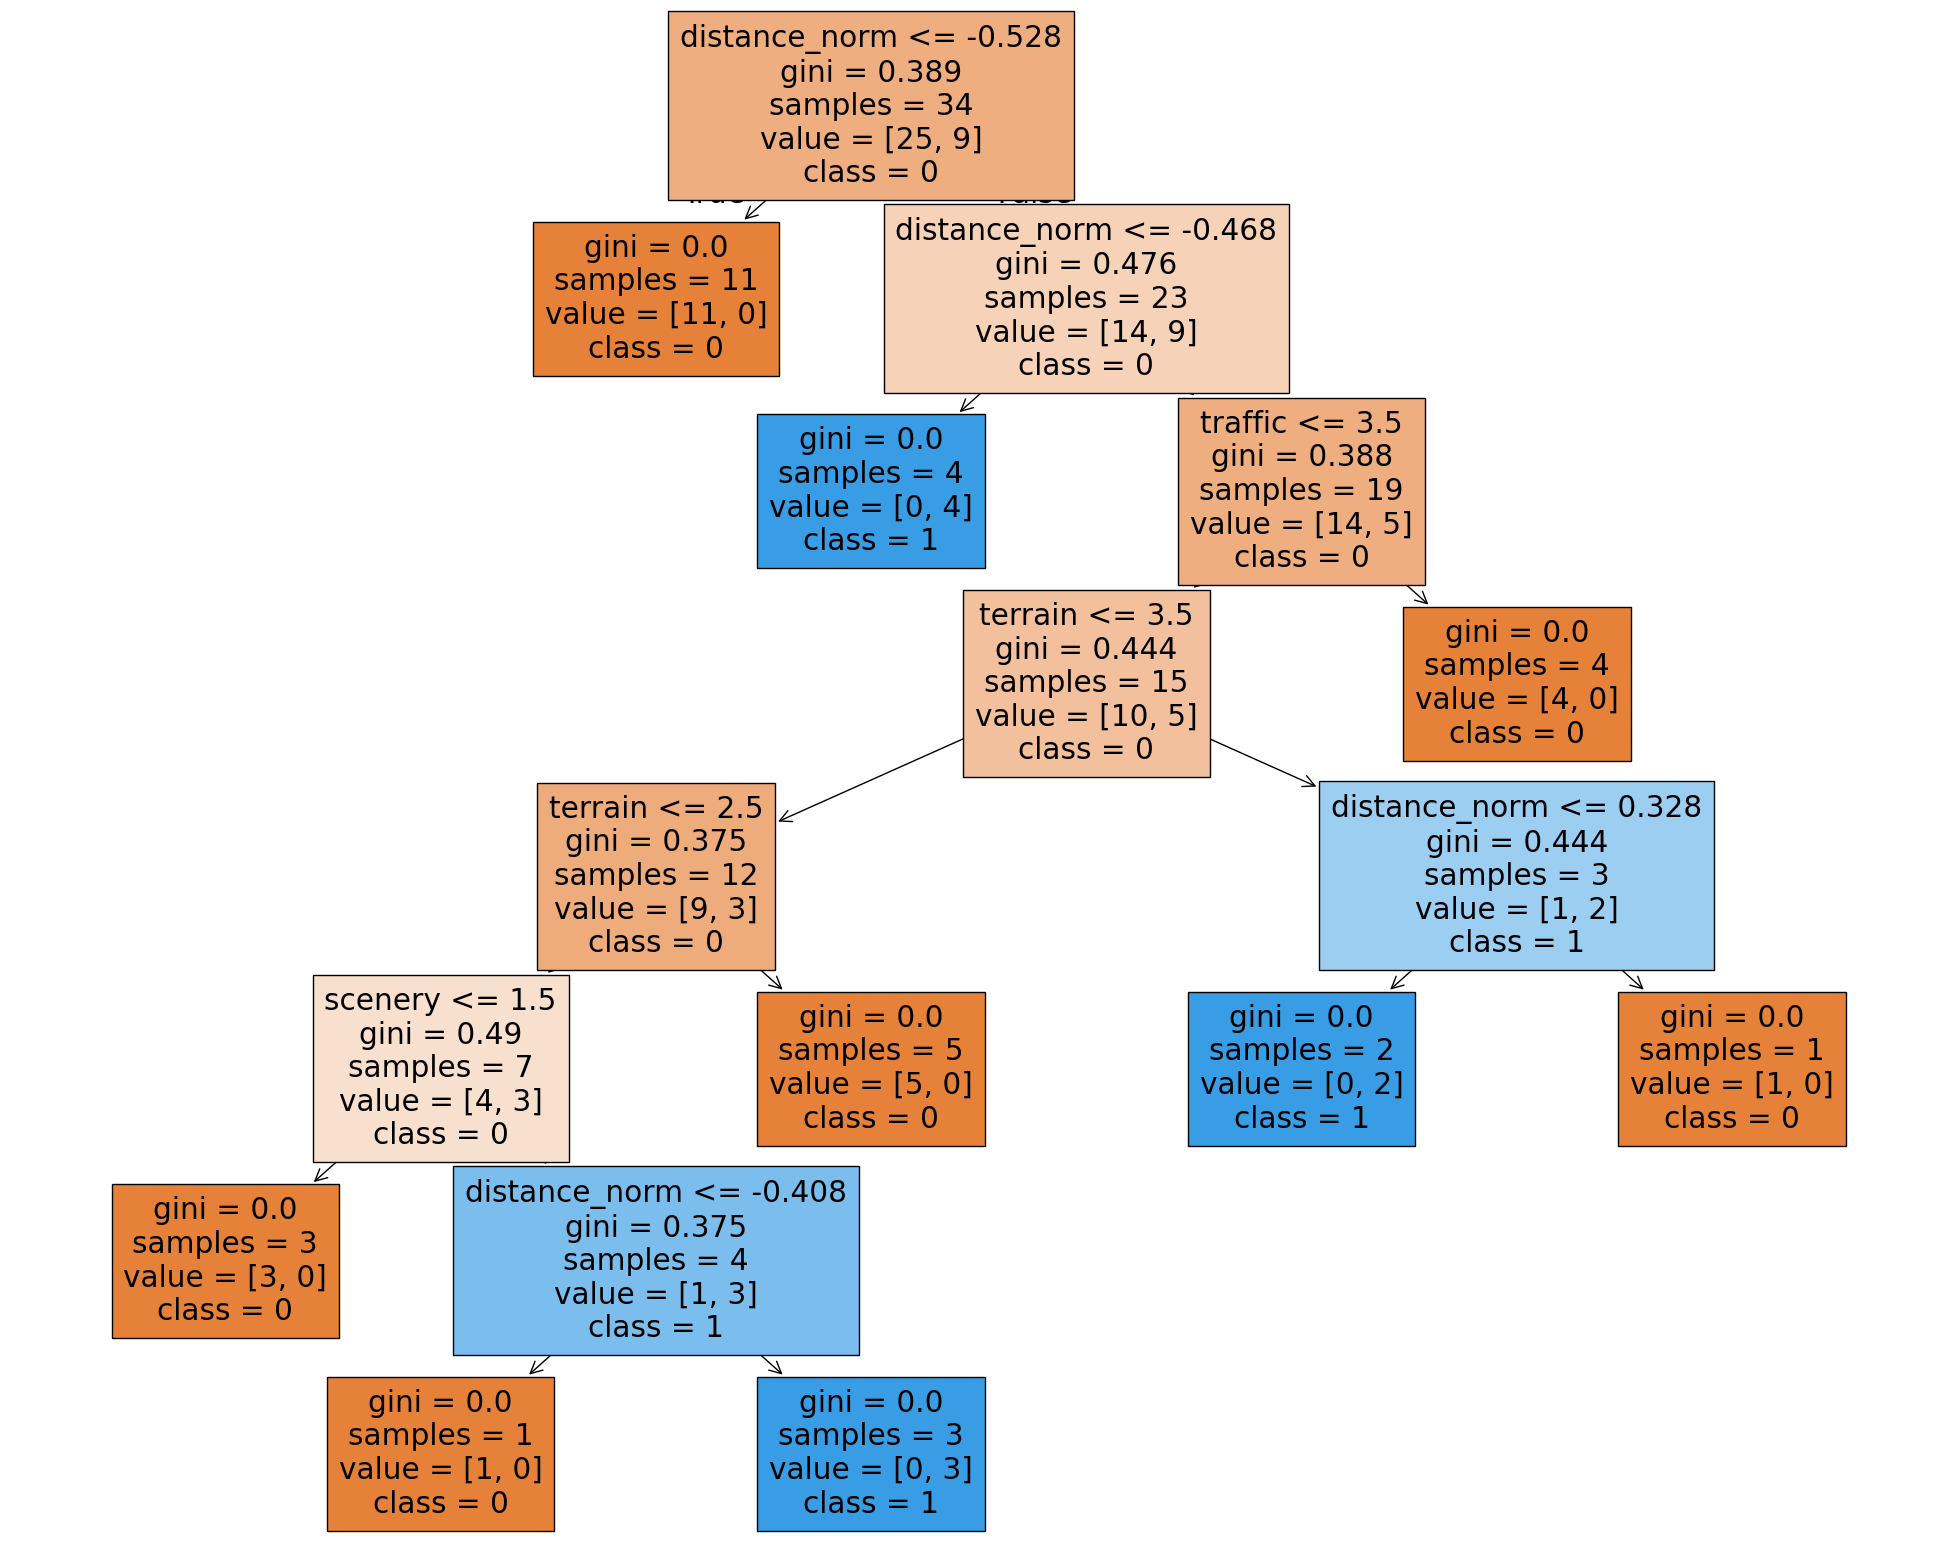 distance_norm <= -0.528
gini = 0.389
samples = 34
value = [25, 9]
class = 0
gini = 0.0
samples = 11
value = [11, 0]
class = 0
distance_norm <= -0.468
gini = 0.476
samples = 23
value = [14, 9]
class = 0
gini = 0.0
samples = 4
value = [0, 4]
class = 1
traffic <= 3.5
gini = 0.388
samples = 19
value = [14, 5]
class = 0
terrain <= 3.5
gini = 0.444
samples = 15
value = [10, 5]
class = 0
gini = 0.0
samples = 4
value = [4, 0]
class = 0
terrain <= 2.5
gini = 0.375
samples = 12
value = [9, 3]
class = 0
distance_norm <= 0.328
gini = 0.444
samples = 3
value = [1, 2]
class = 1
scenery <= 1.5
gini = 0.49
samples = 7
value = [4, 3]
class = 0
gini = 0.0
samples = 5
value = [5, 0]
class = 0
gini = 0.0
samples = 2
value = [0, 2]
class = 1
gini = 0.0
samples = 1
value = [1, 0]
class = 0
gini = 0.0
samples = 3
value = [3, 0]
class = 0
distance_norm <= -0.408
gini = 0.375
samples = 4
value = [1, 3]
class = 1
gini = 0.0
samples = 1
value = [1, 0]
class = 0
gini = 0.0
samples = 3
value = [0, 3]
class = 1